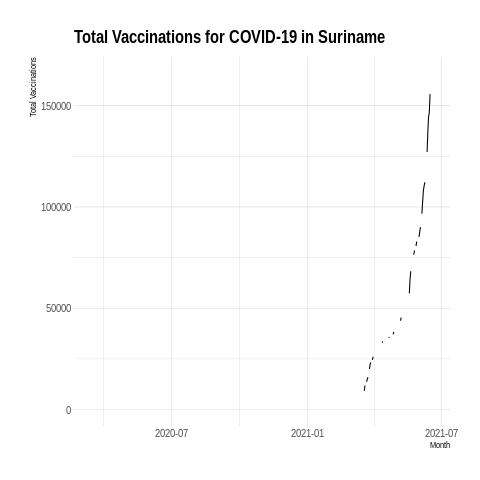 Total Vaccinations for COVID-19 in Suriname
Total Vaccinations
150000
100000
50000
0
2020-07 2021-01 2021-07
Month